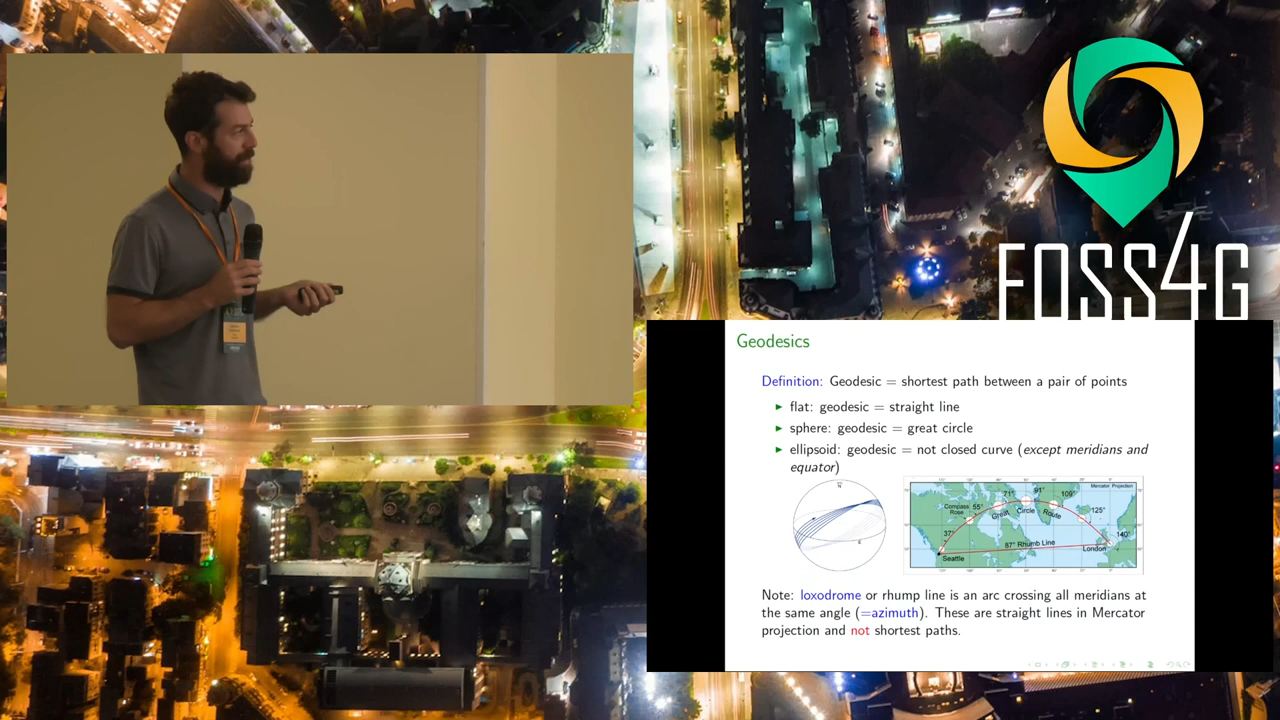 FOSS4G
Geodesics
Definition: Geodesic = shortest path between a pair of points
flat: geodesic = straight line
sphere: geodesic = great circle
ellipsoid: geodesic = not closed curve (except meridians and
equator)
N
E
Mercator Projection
Compass
Rose
37°
55°
71°
91°
109°
125°
140°
Great Circle Route
87° Rhumb Line
Seattle
London
Note: loxodrome or rhump line is an arc crossing all meridians at
the same angle (=azimuth). These are straight lines in Mercator
projection and not shortest paths.